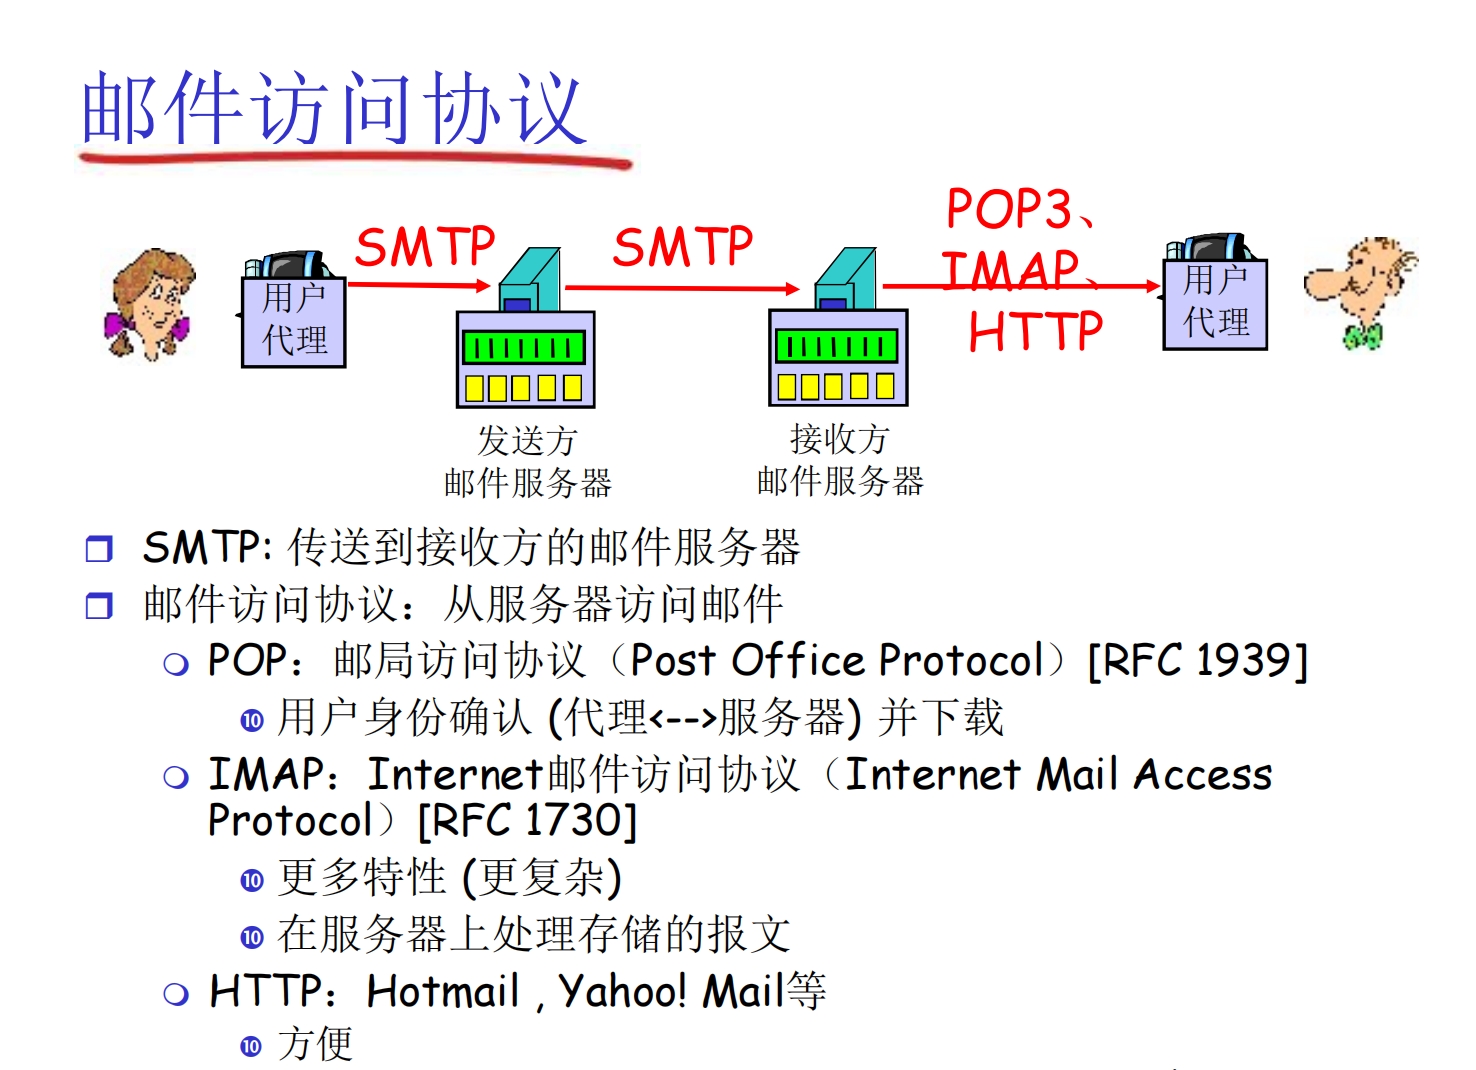 邮件访问协议
SMTP
SMTP
POP3、
IMAP、
HTTP
用户
代理
用户
代理
发送方
邮件服务器
接收方
邮件服务器
SMTP: 传送到接收方的邮件服务器
邮件访问协议：从服务器访问邮件
POP：邮局访问协议（Post Office Protocol）[RFC 1939]
⓾ 用户身份确认 (代理<-->服务器) 并下载
IMAP：Internet邮件访问协议（Internet Mail Access
Protocol）[RFC 1730]
⓾ 更多特性 (更复杂)
⓾ 在服务器上处理存储的报文
HTTP：Hotmail , Yahoo! Mail等
⓾ 方便